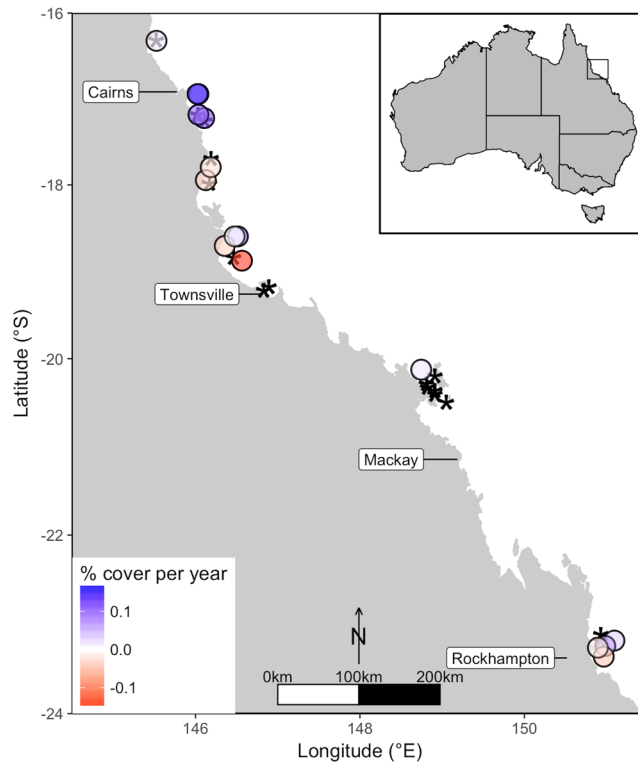 -16
Cairns
-18
Townsville
-20
Mackay
-22
% cover per year
0.1
0.0
-0.1
N
0km 100km 200km
Rockhampton
-24
146 148 150
Longitude (°E)
Latitude (°S)